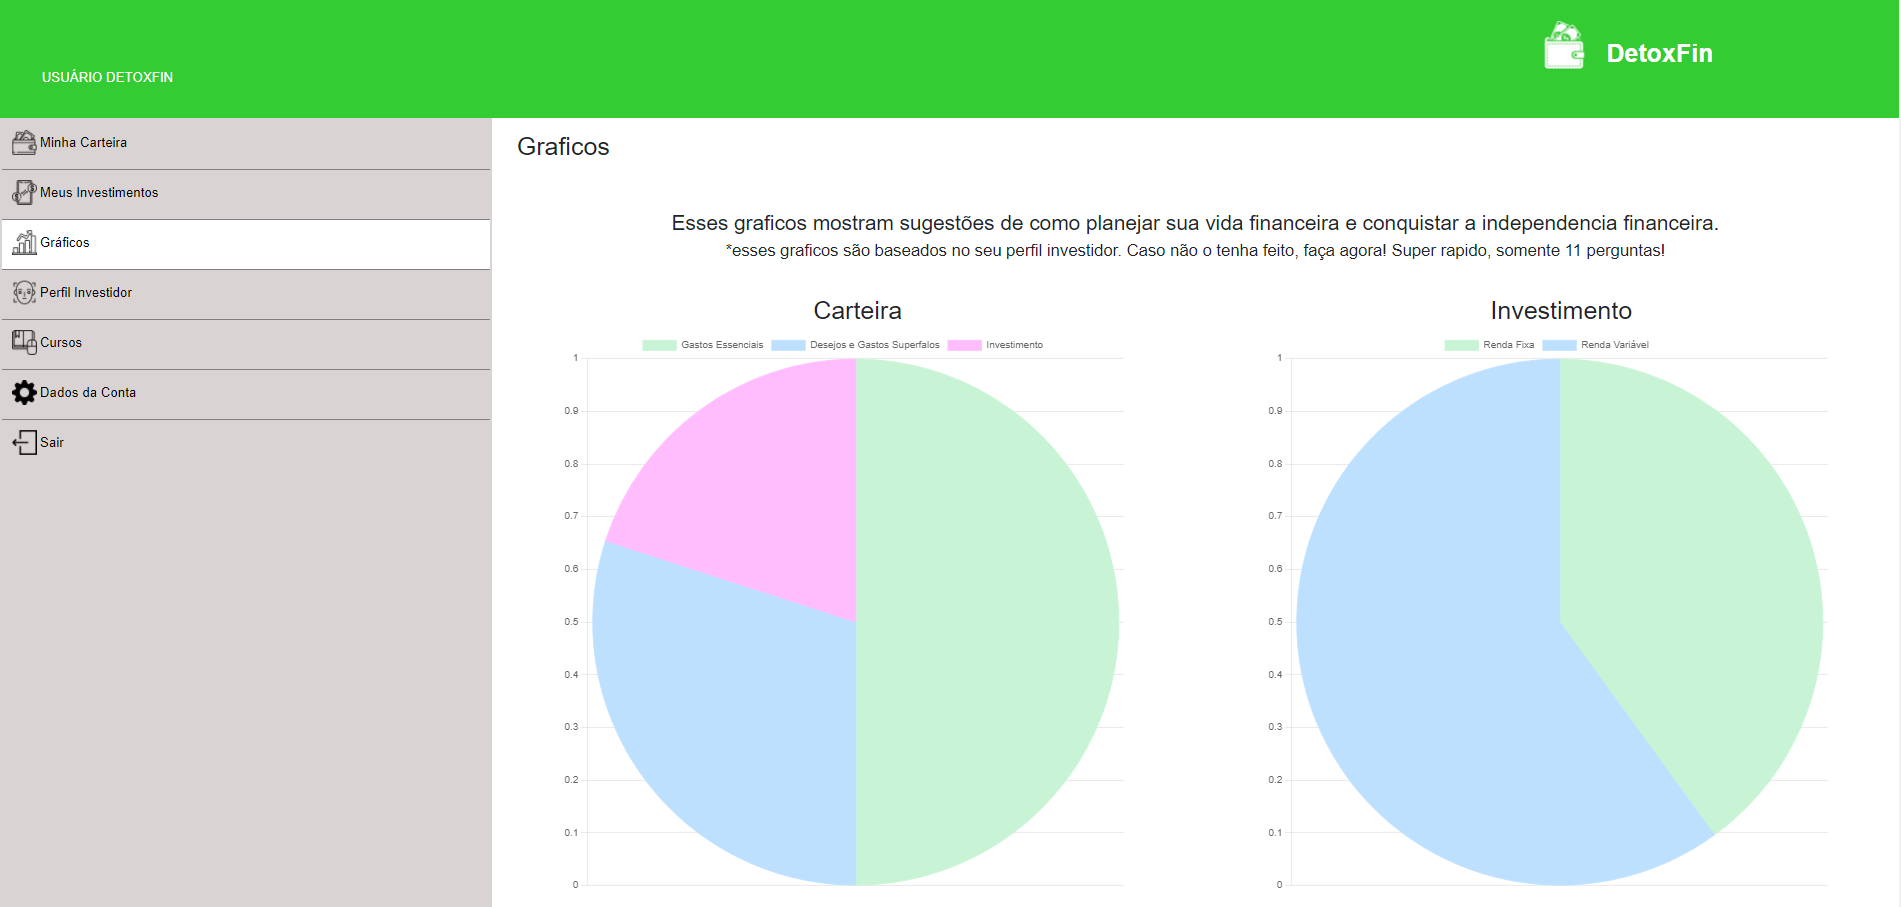 USUÁRIO DETOXFIN
DetoxFin
Minha Carteira
Meus Investimentos
Gráficos
Perfil Investidor
Cursos
Dados da Conta
Sair
Graficos
Esses graficos mostram sugestões de como planejar sua vida financeira e conquistar a independencia financeira.
*esses graficos são baseados no seu perfil investidor. Caso não o tenha feito, faça agora! Super rapido, somente 11 perguntas!
Carteira
Gastos Essenciais Desejos e Gastos Superfalos Investimento
1
0.9
0.8
0.7
0.6
0.5
0.4
0.3
0.2
0.1
0
Investimento
Renda Fixa Renda Variável
1
0.9
0.8
0.7
0.6
0.5
0.4
0.3
0.2
0.1
0